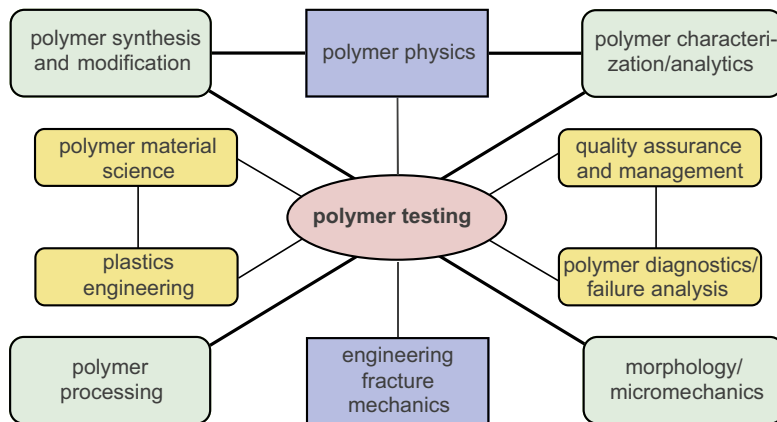 polymer synthesis
and modification
polymer physics
polymer characteri-
zation/analytics
polymer material
science
quality assurance
and management
polymer testing
plastics
engineering
polymer diagnostics/
failure analysis
polymer
processing
engineering
fracture
mechanics
morphology/
micromechanics